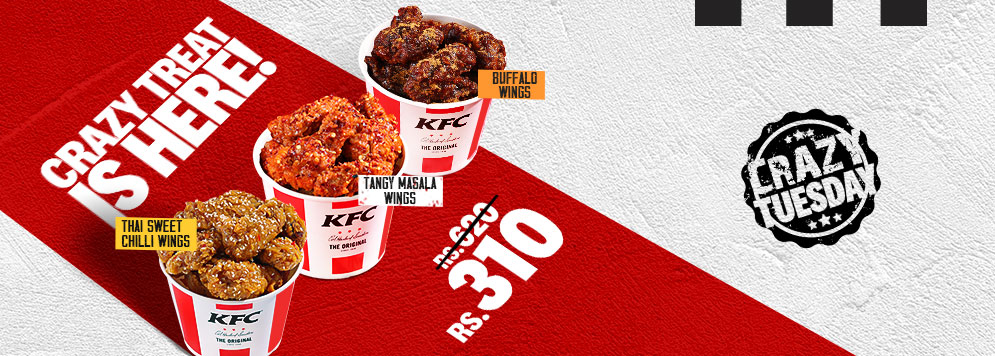 CRAZY TREAT
IS HERE!
BUFFALO
WINGS
KFC
THE ORIGINAL
TANGY MASALA
WINGS
KFC
THE ORIGINAL
THAI SWEET
CHILLI WINGS
KFC
THE ORIGINAL
RS.620
RS.310
CRAZY
TUESDAY